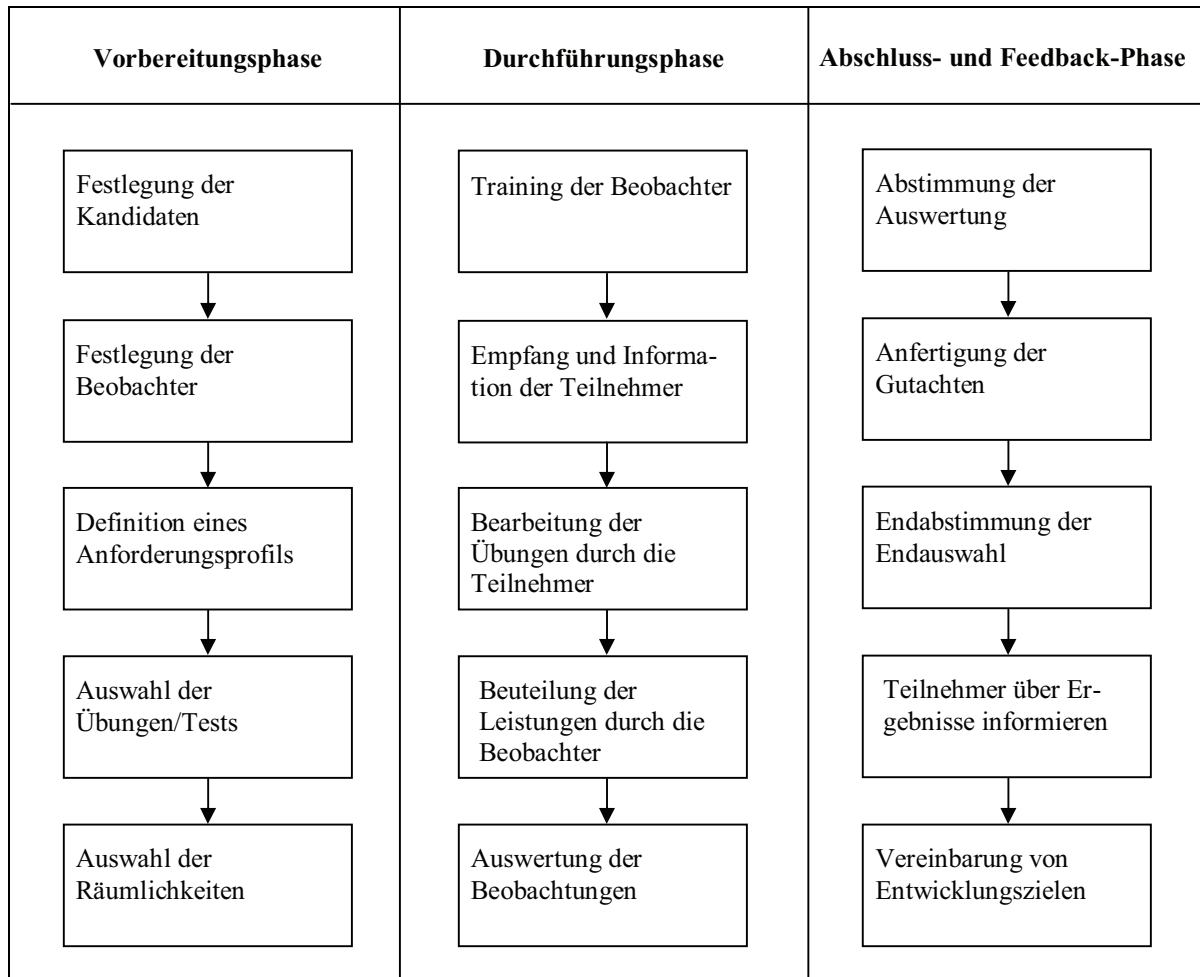 Vorbereitungsphase
Durchführungsphase
Abschluss- und Feedback-Phase
Festlegung der
Kandidaten
Festlegung der
Beobachter
Definition eines
Anforderungsprofils
Auswahl der
Übungen/Tests
Auswahl der
Räumlichkeiten
Training der Beobachter
Empfang und Informa-
tion der Teilnehmer
Bearbeitung der
Übungen durch die
Teilnehmer
Beuteilung der
Leistungen durch die
Beobachter
Auswertung der
Beobachtungen
Abstimmung der
Auswertung
Anfertigung der
Gutachten
Endabstimmung der
Endauswahl
Teilnehmer über Er-
gebnisse informieren
Vereinbarung von
Entwicklungszielen